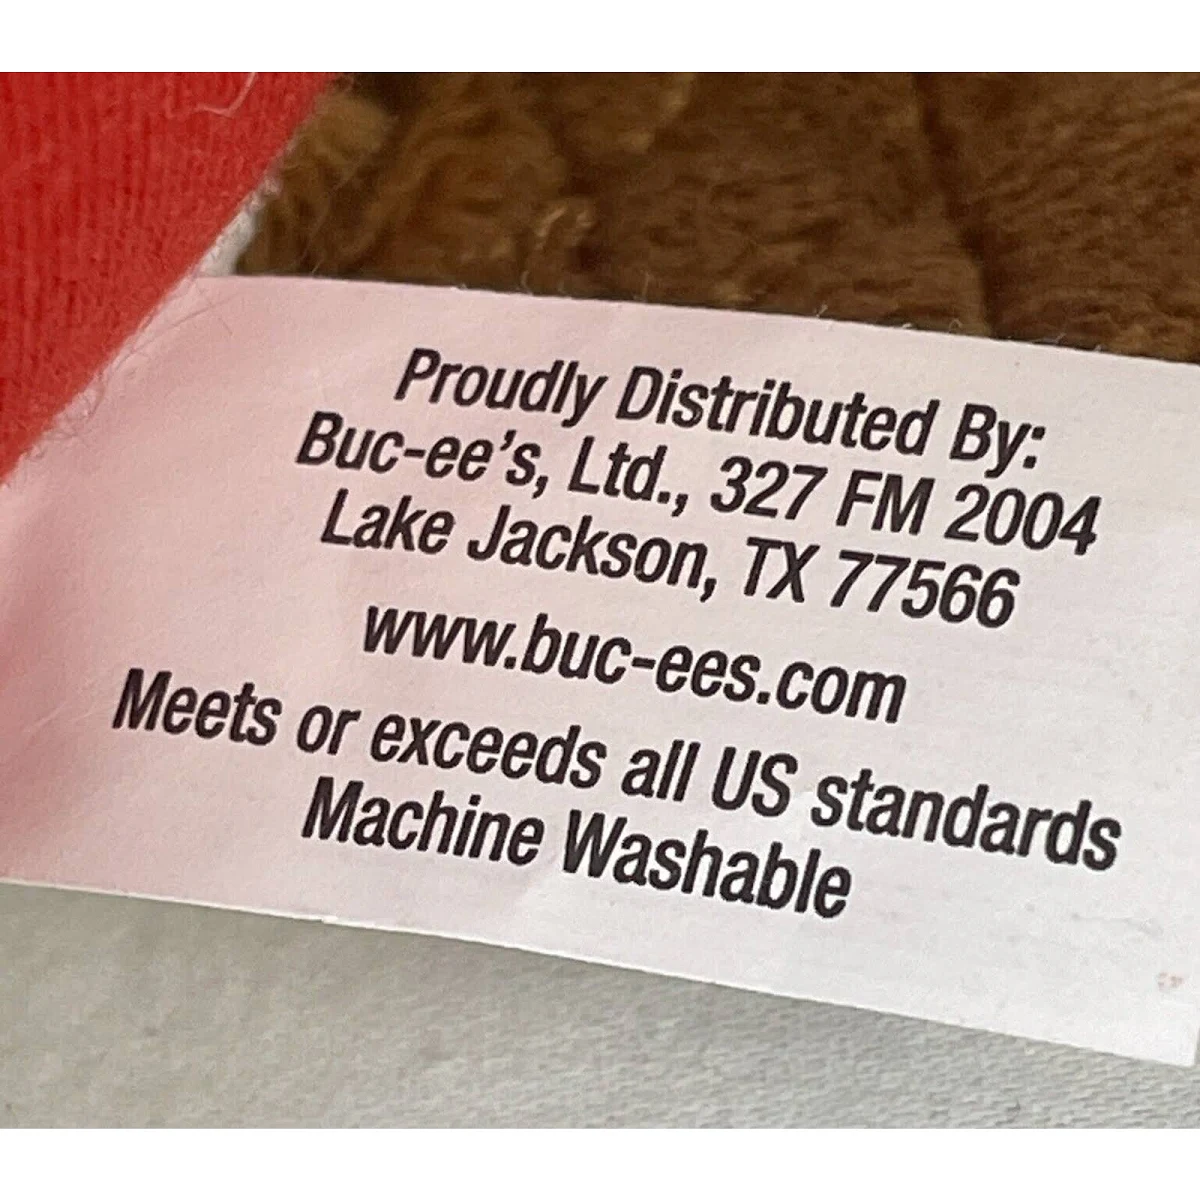 Proudly Distributed By:
Buc-ee's, Ltd., 327 FM 2004
Lake Jackson, TX 77566
www.buc-ees.com
Meets or exceeds all US standards
Machine Washable